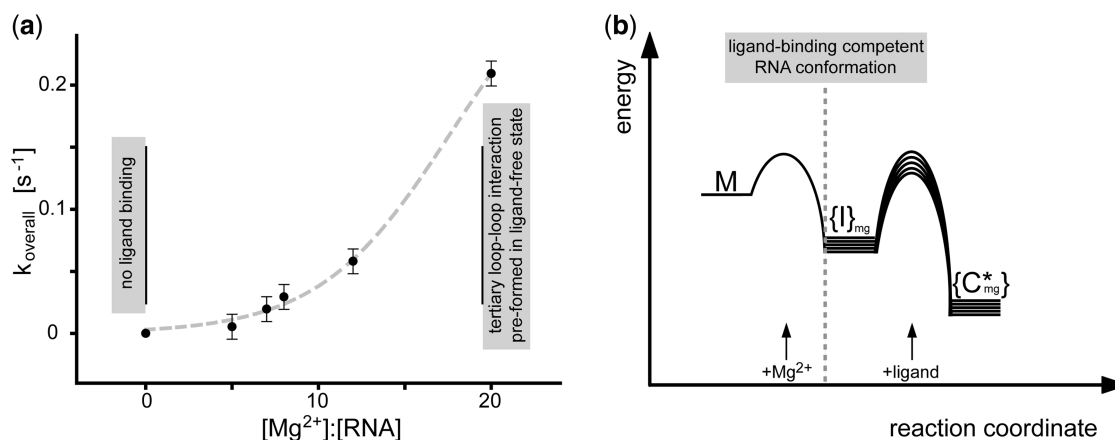 (a)
0.2
0.1
0
k_overall [s⁻¹]
no ligand binding
tertiary loop-loop interaction
pre-formed in ligand-free state
0
10
20
[Mg²⁺]:[RNA]
(b)
ligand-binding competent
RNA conformation
energy
M
{I}mg
{C*mg}
+Mg²⁺
+ligand
reaction coordinate